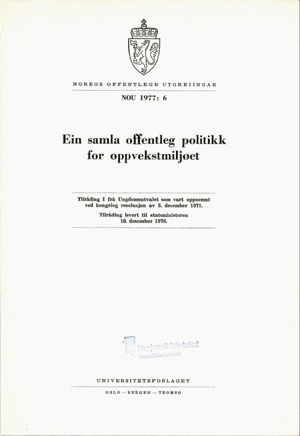 NOREGS OFFENTLEGE UTGREIINGAR
NOU 1977: 6
Ein samla offentleg politikk
for oppvekstmiljøet
Tilråding I frå Ungdomsutvalet som vart oppnemnt
ved kongeleg resolusjon av 3. desember 1971.
Tilråding levert til statsministeren
10. desember 1976.
UNIVERSITETSFORLAGET
OSLO — BERGEN — TROMSØ